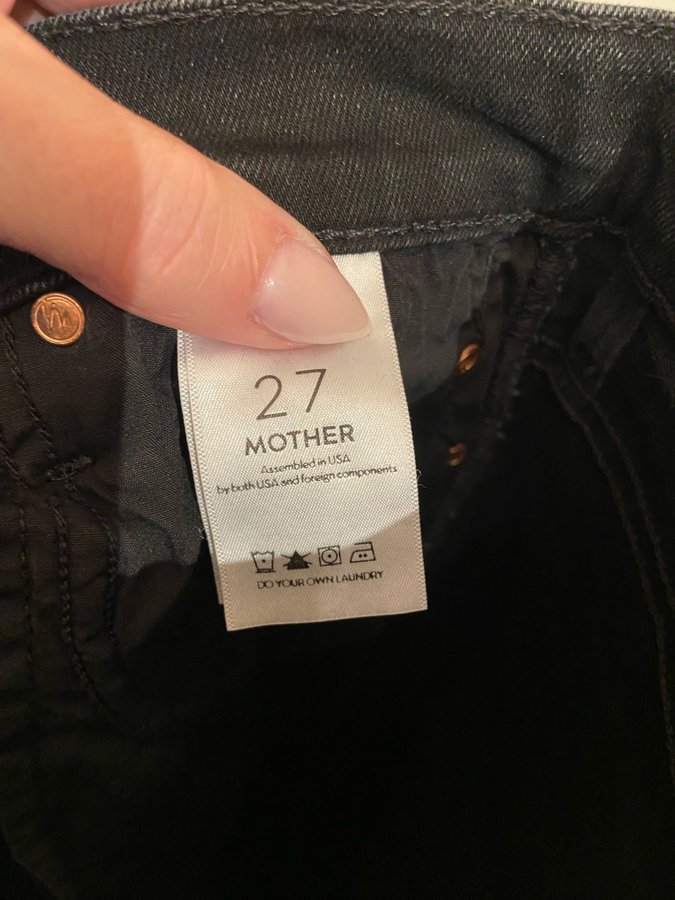 27
MOTHER
Assembled in USA
by both USA and foreign components
DO YOUR OWN LAUNDRY